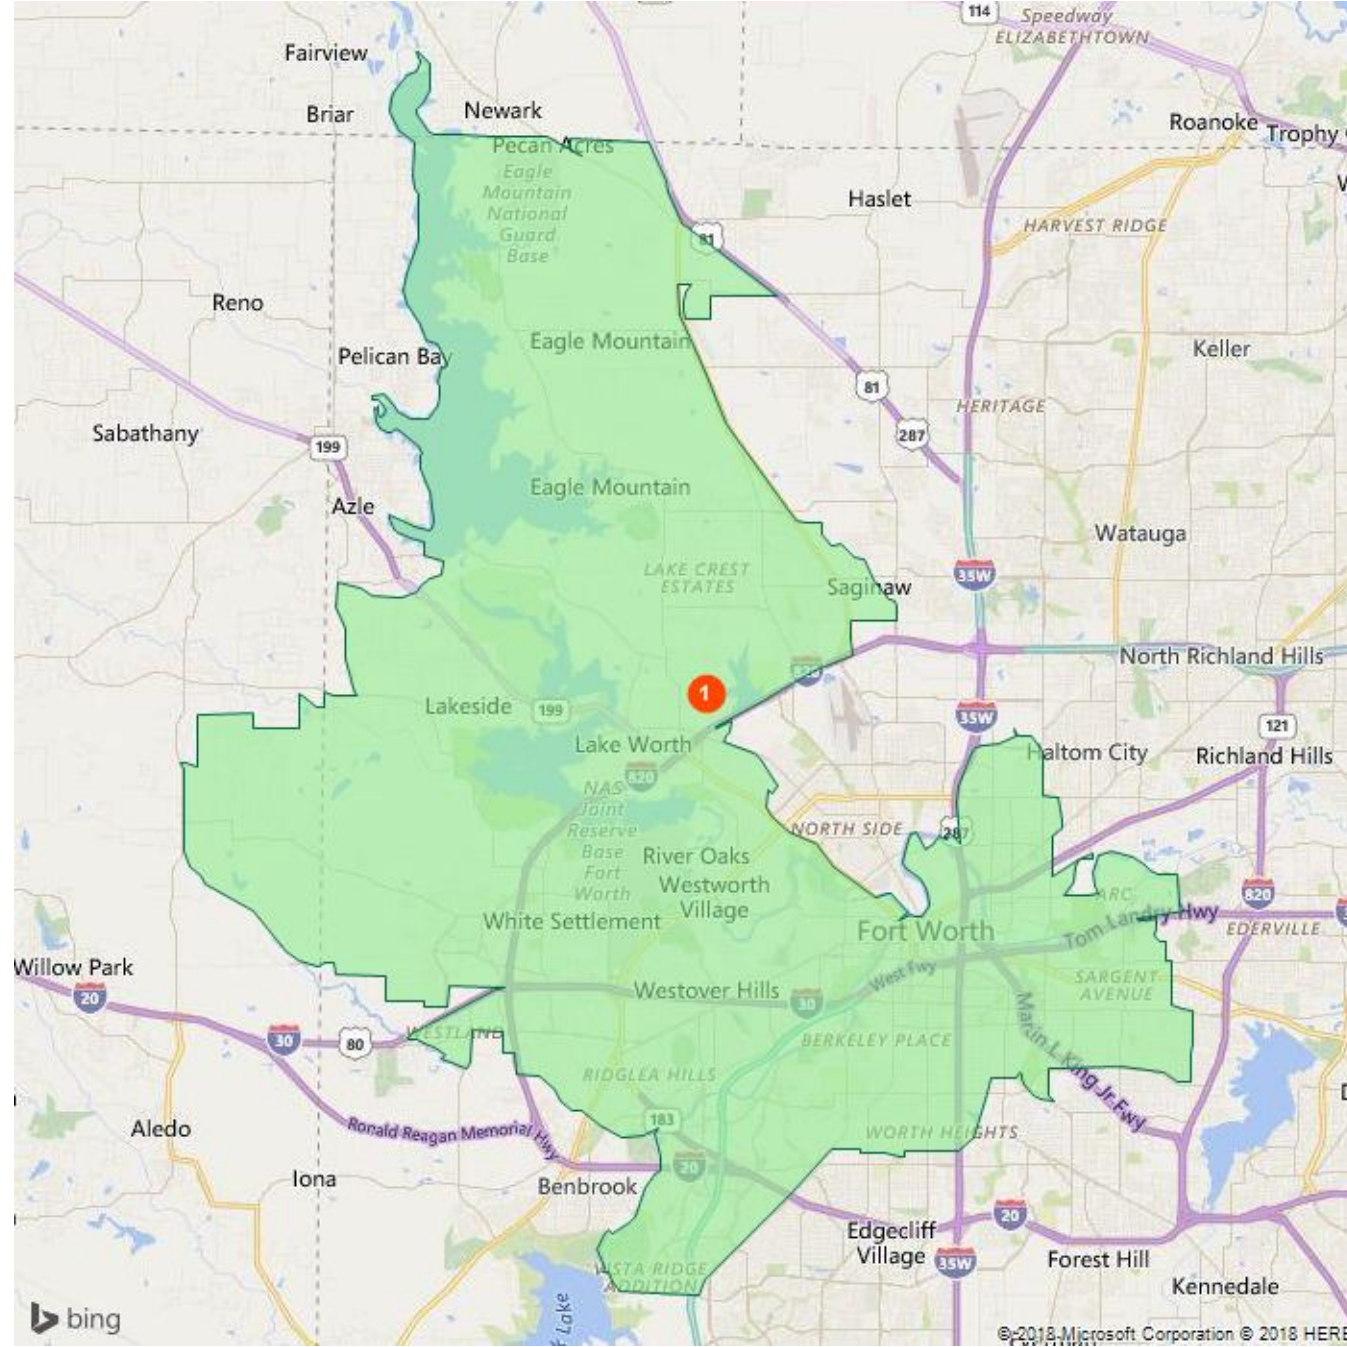 114
Speedway
ELIZABETHTOWN
Fairview
Briar
Newark
Roanoke
Trophy
Pecan Acres
Eagle
Mountain
National
Guard
Base
Haslet
HARVEST RIDGE
81
Reno
Eagle Mountain
Pelican Bay
Keller
81
HERITAGE
287
Sabathany
199
Eagle Mountain
Azle
Watauga
LAKE CREST
ESTATES
Saginaw
35W
North Richland Hills
820
1
Lakeside
199
35W
121
Lake Worth
Haltom City
Richland Hills
820
NAS
Joint
Reserve
Base
Fort
Worth
NORTH SIDE
287
River Oaks
Westworth
Village
ARC
820
White Settlement
Fort Worth
Tom Landry Hwy
EDERVILLE
Willow Park
20
West Fwy
SARGENT
AVENUE
Westover Hills
30
30
80
WESTLAND
BERKELEY PLACE
Martin L King Jr Fwy
RIDGLEA HILLS
Aledo
Ronald Reagan Memorial Hwy
183
WORTH HEIGHTS
20
Iona
Benbrook
Edgecliff
Village
20
35W
Forest Hill
VISTA RIDGE
ADDITION
Kennedale
Lake
bing
© 2018 Microsoft Corporation © 2018 HERE